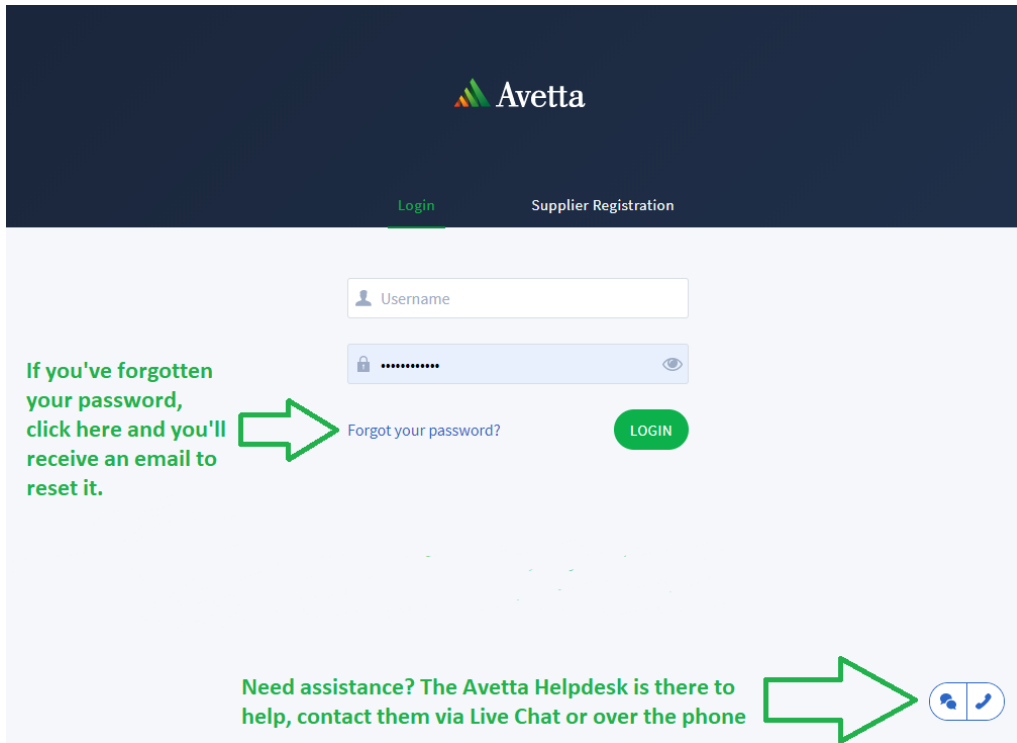 Avetta
Login
Supplier Registration
Username
••••••••••••
If you've forgotten
your password,
click here and you'll
receive an email to
reset it.
Forgot your password?
LOGIN
Need assistance? The Avetta Helpdesk is there to
help, contact them via Live Chat or over the phone